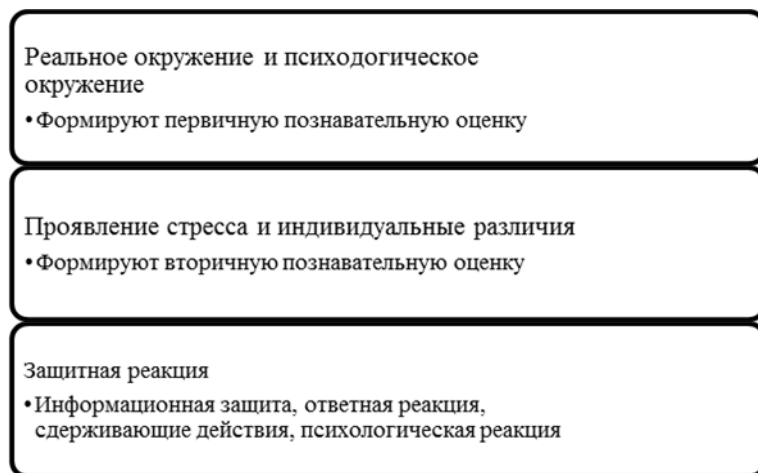 Реальное окружение и психодогическое
окружение
•Формируют первичную познавательную оценку
Проявление стресса и индивидуальные различия
•Формируют вторичную познавательную оценку
Защитная реакция
•Информационная защита, ответная реакция,
сдерживающие действия, психологическая реакция